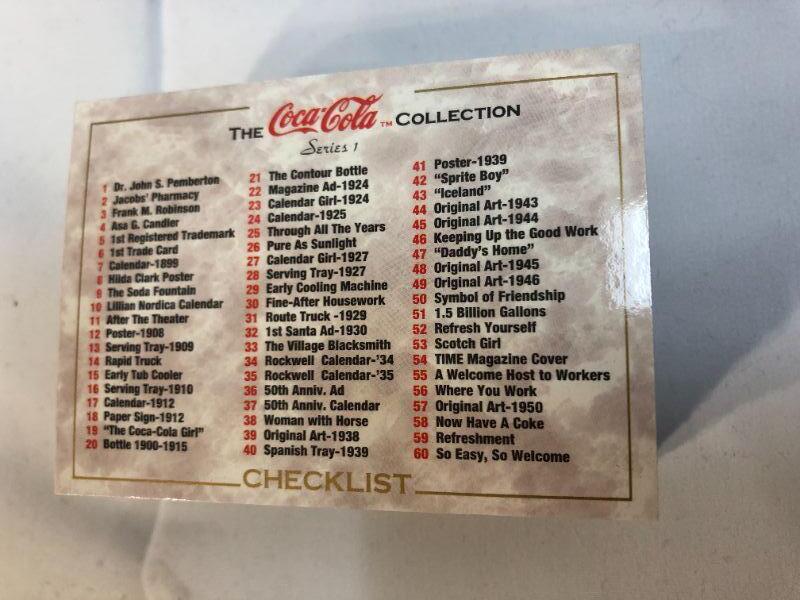 THE Coca-Cola™ COLLECTION
Series 1
1 Dr. John S. Pemberton
2 Jacobs' Pharmacy
3 Frank M. Robinson
4 Asa G. Candler
5 1st Registered Trademark
6 1st Trade Card
7 Calendar-1899
8 Hilda Clark Poster
9 The Soda Fountain
10 Lillian Nordica Calendar
11 After The Theater
12 Poster-1908
13 Serving Tray-1909
14 Rapid Truck
15 Early Tub Cooler
16 Serving Tray-1910
17 Calendar-1912
18 Paper Sign-1912
19 "The Coca-Cola Girl"
20 Bottle 1900-1915
21 The Contour Bottle
22 Magazine Ad-1924
23 Calendar Girl-1924
24 Calendar-1925
25 Through All The Years
26 Pure As Sunlight
27 Calendar Girl-1927
28 Serving Tray-1927
29 Early Cooling Machine
30 Fine-After Housework
31 Route Truck -1929
32 1st Santa Ad-1930
33 The Village Blacksmith
34 Rockwell Calendar-'34
35 Rockwell Calendar-'35
36 50th Anniv. Ad
37 50th Anniv. Calendar
38 Woman with Horse
39 Original Art-1938
40 Spanish Tray-1939
41 Poster-1939
42 "Sprite Boy"
43 "Iceland"
44 Original Art-1943
45 Original Art-1944
46 Keeping Up the Good Work
47 "Daddy's Home"
48 Original Art-1945
49 Original Art-1946
50 Symbol of Friendship
51 1.5 Billion Gallons
52 Refresh Yourself
53 Scotch Girl
54 TIME Magazine Cover
55 A Welcome Host to Workers
56 Where You Work
57 Original Art-1950
58 Now Have A Coke
59 Refreshment
60 So Easy, So Welcome
CHECKLIST